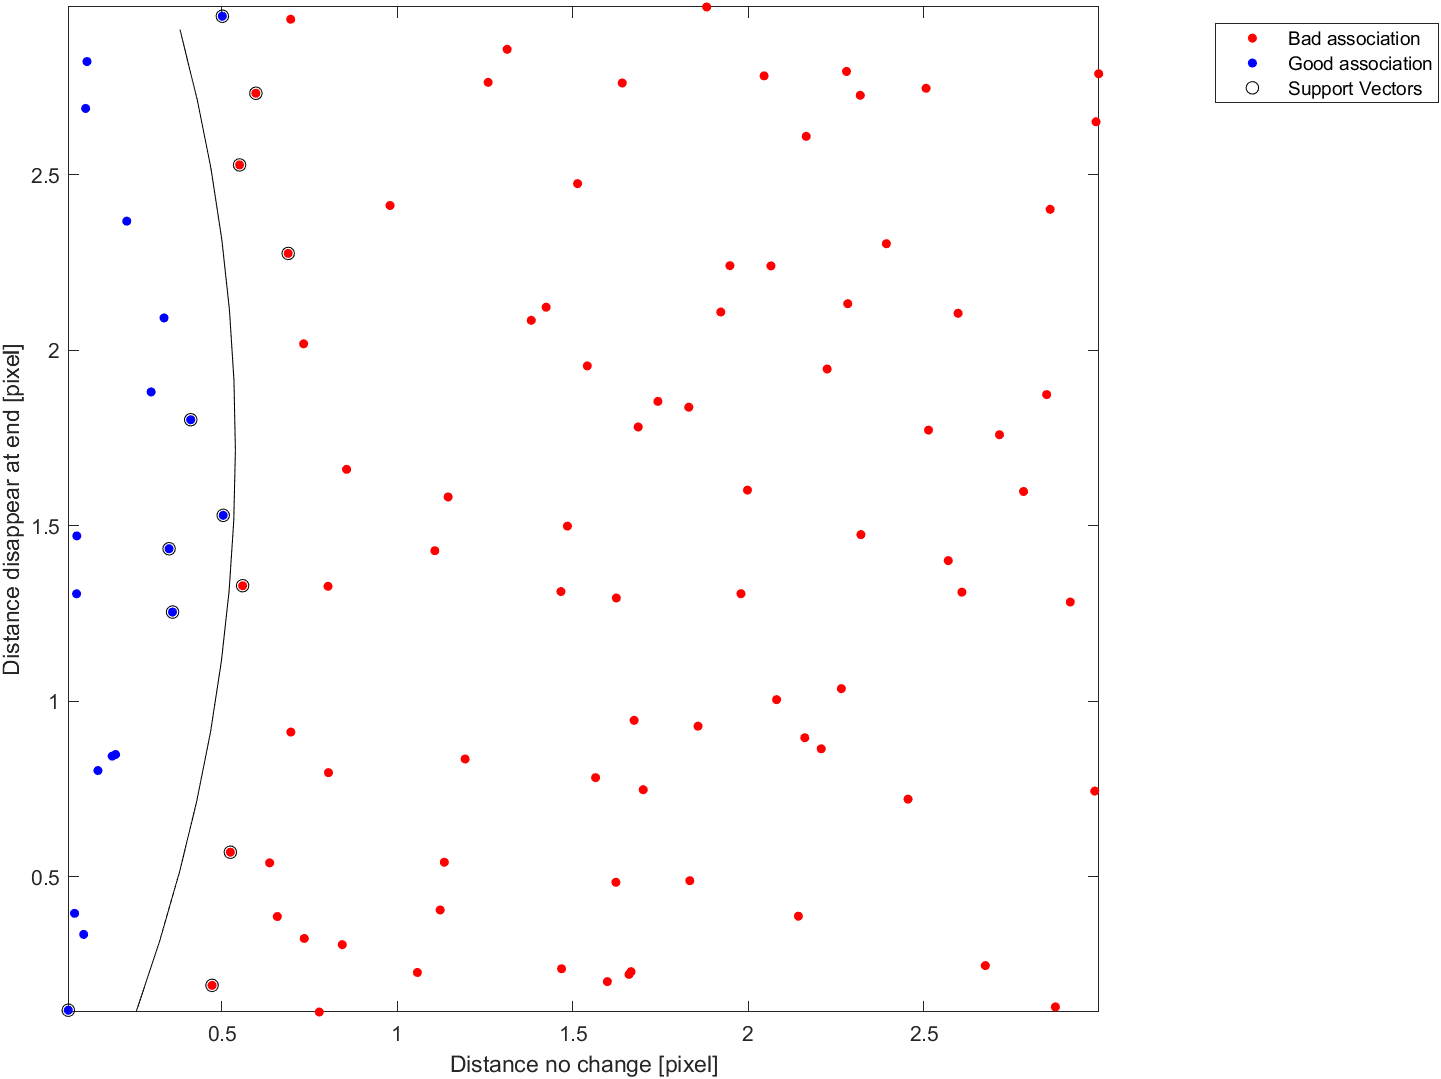 Bad association
Good association
Support Vectors
2.5
2
1.5
1
0.5
Distance disappear at end [pixel]
0.5
1
1.5
2
2.5
Distance no change [pixel]